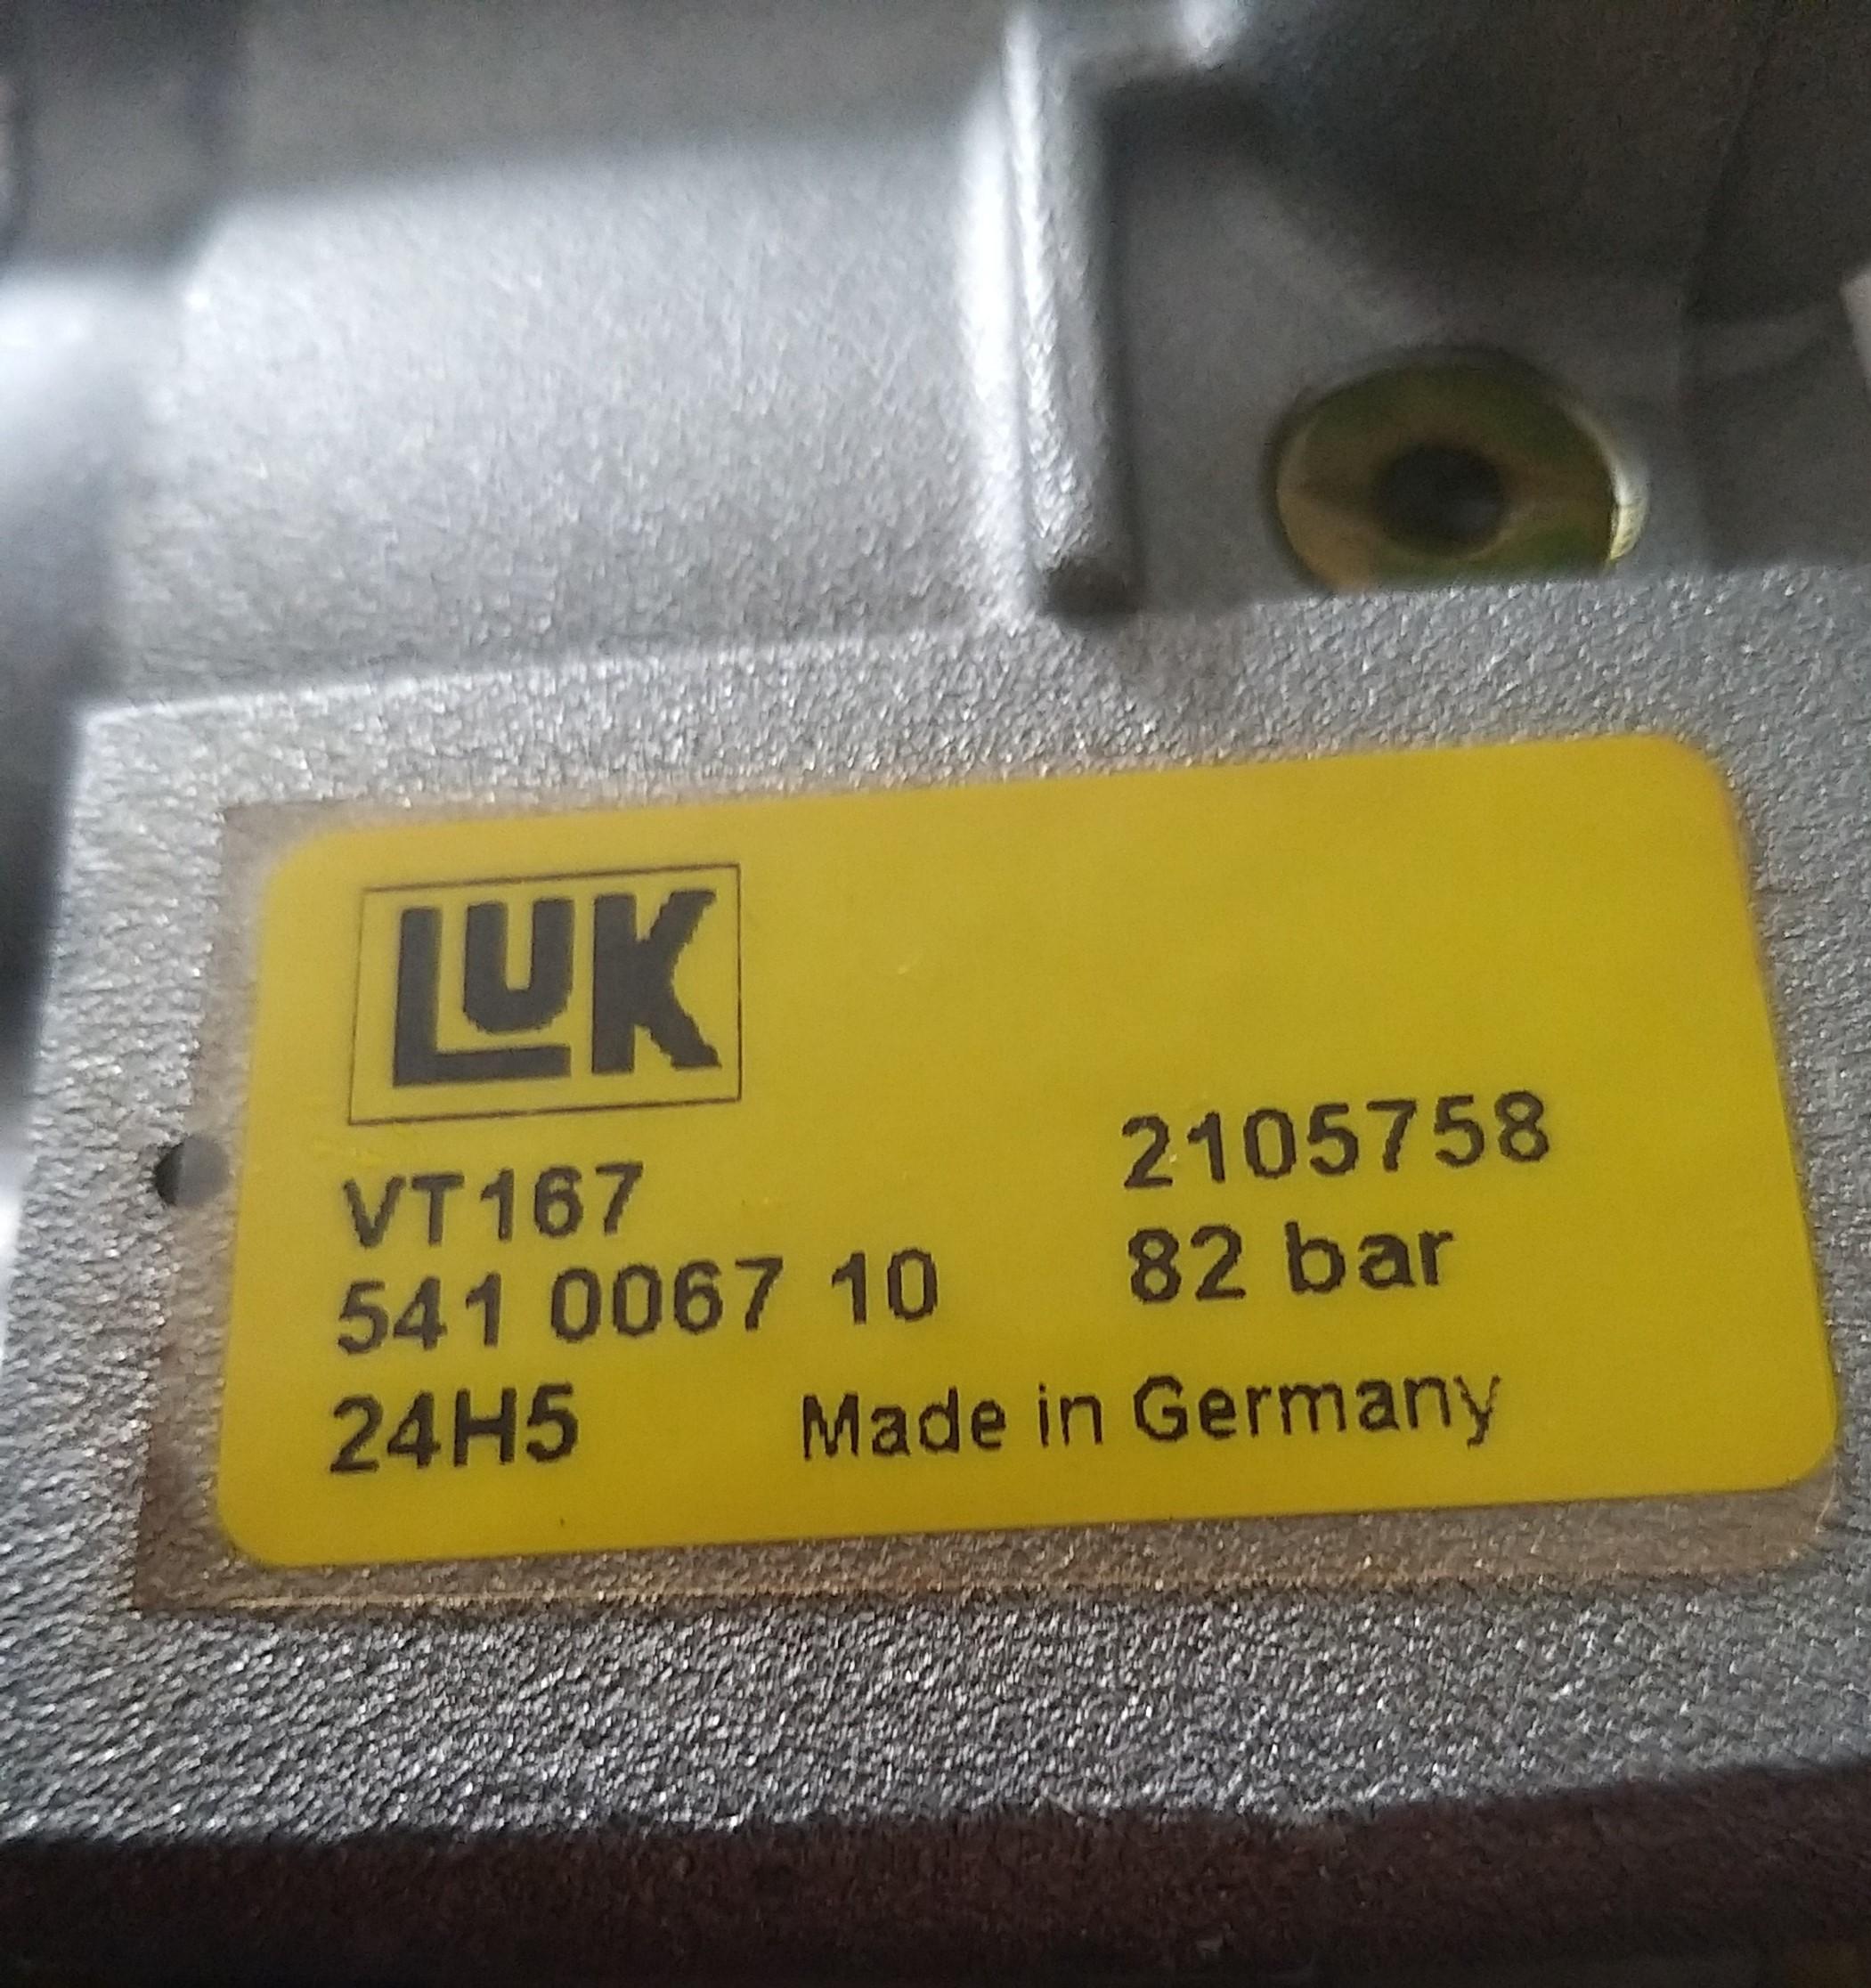 LUK
VT167 2105758
541 0067 10 82 bar
24H5 Made in Germany